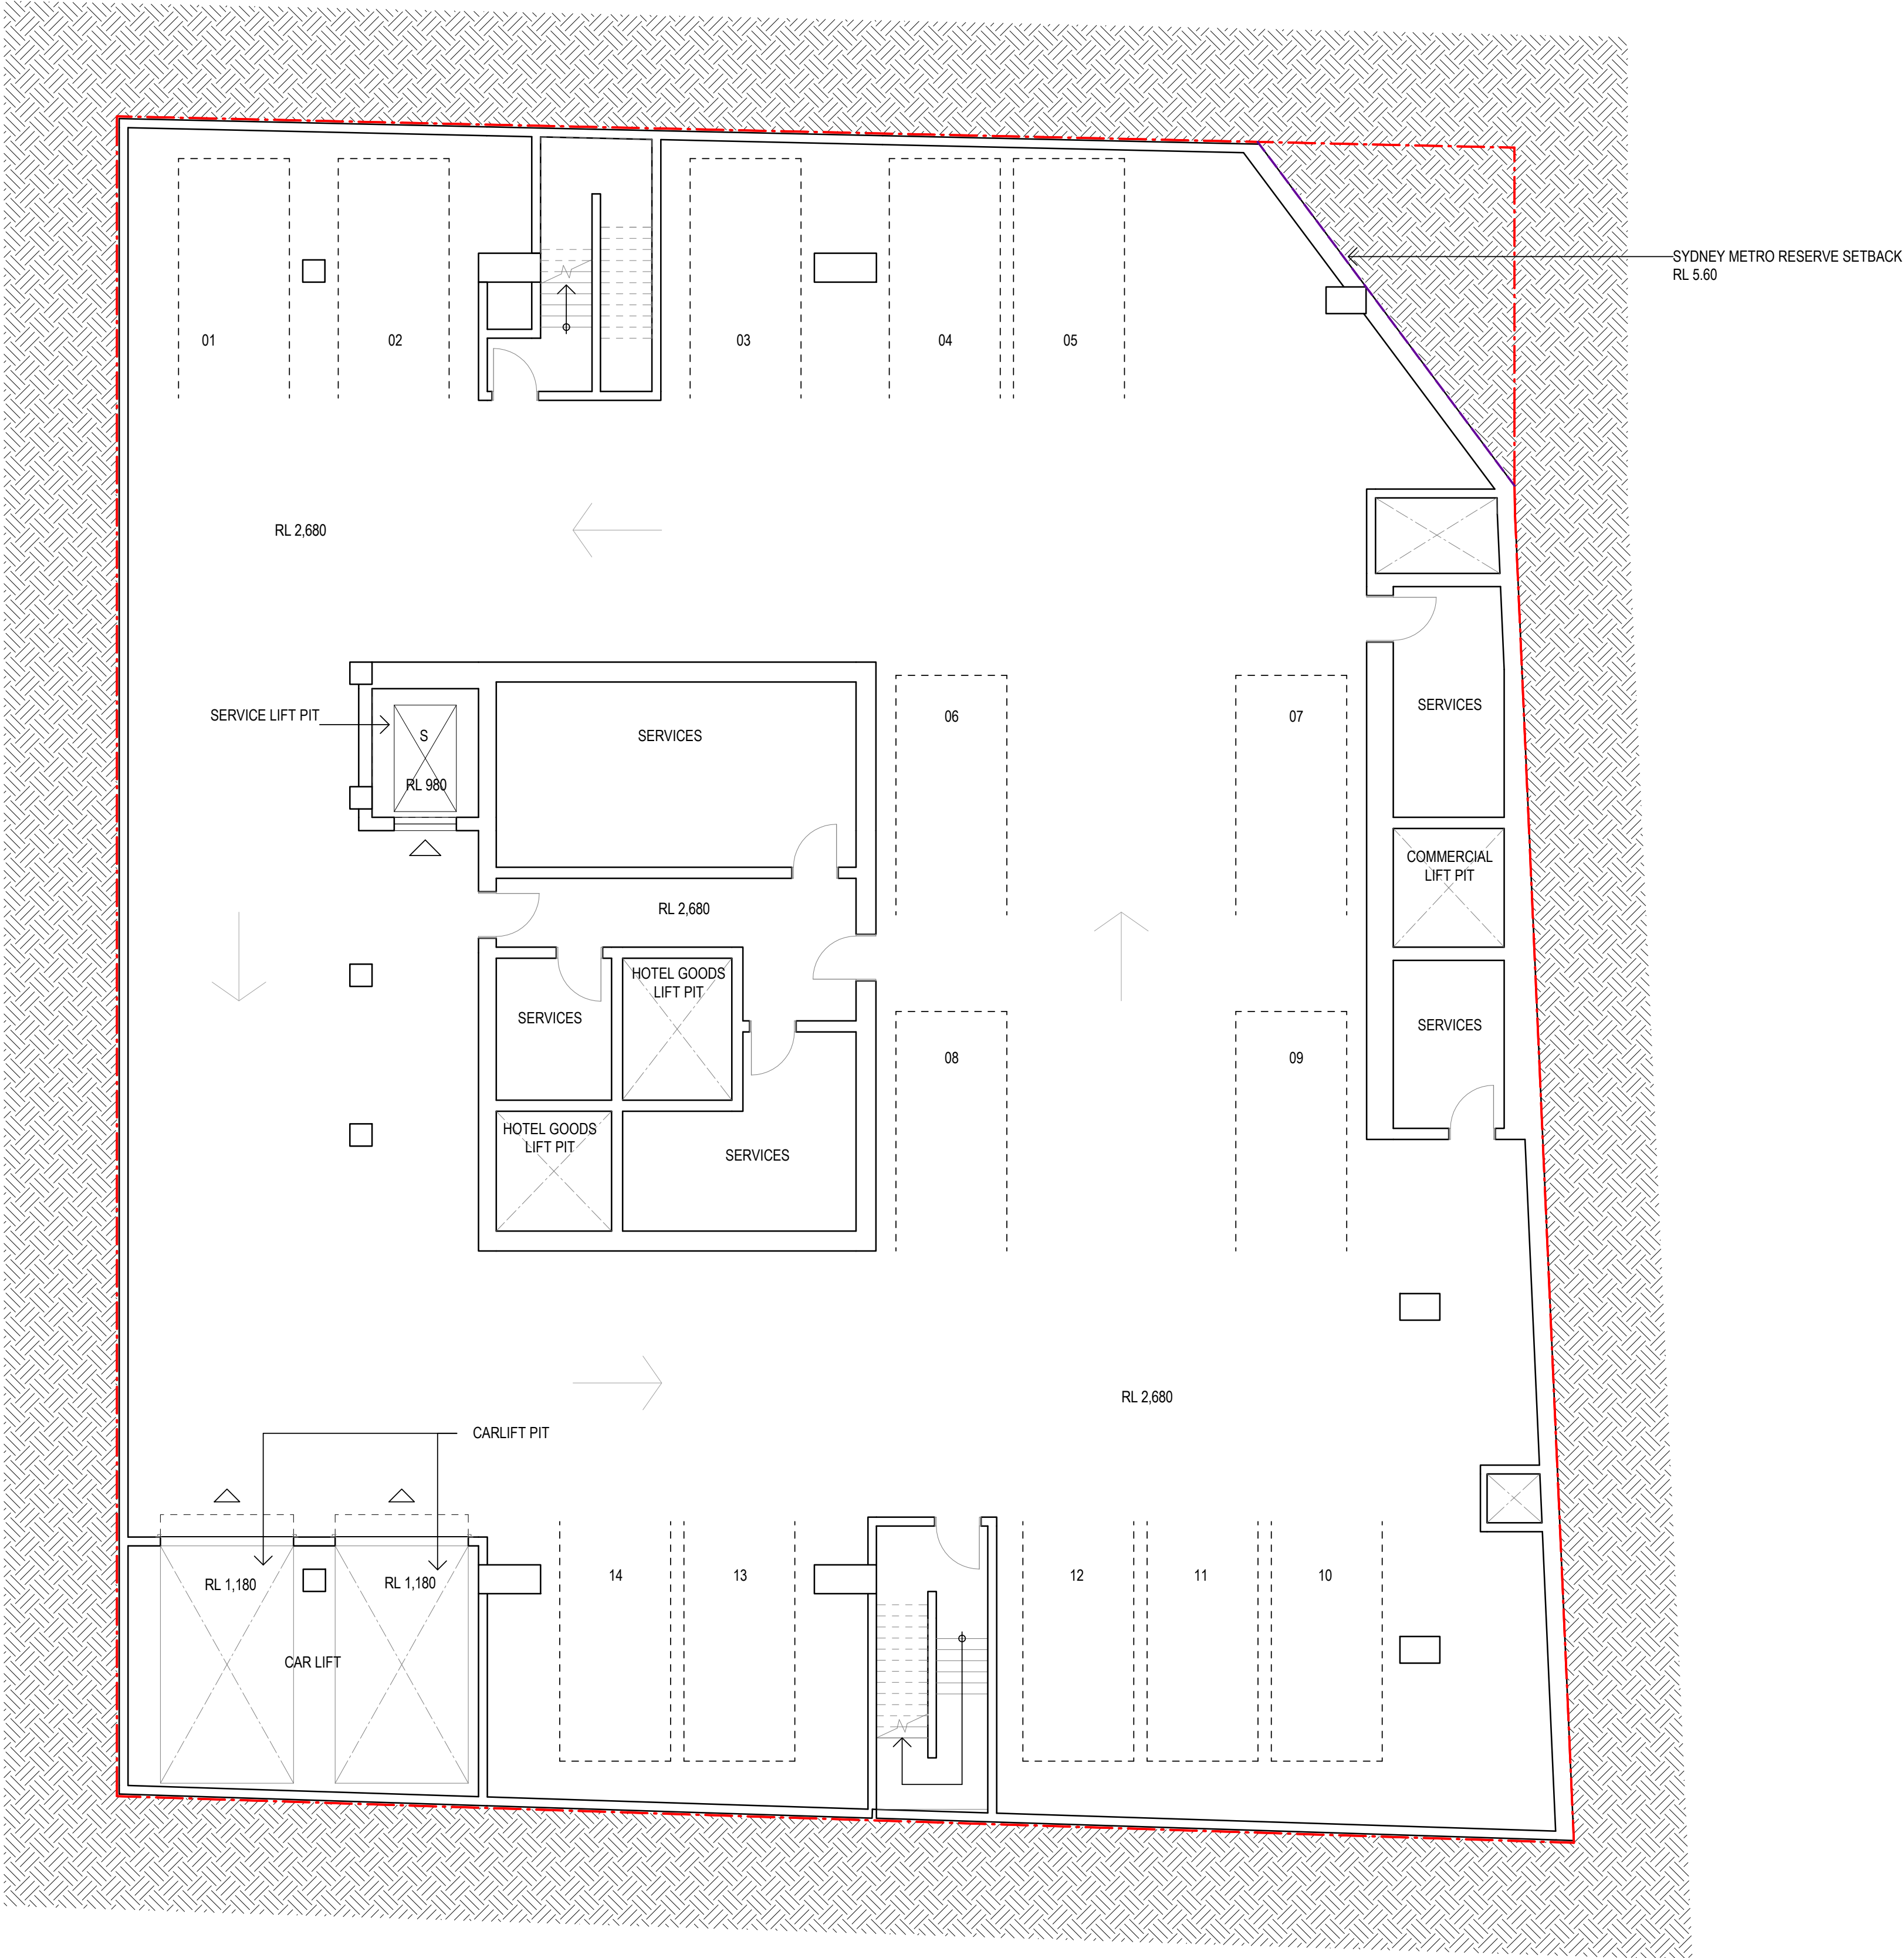 SYDNEY METRO RESERVE SETBACK
RL 5.60
01
02
03
04
05
RL 2,680
SERVICE LIFT PIT
S
RL 980
SERVICES
06
07
SERVICES
COMMERCIAL
LIFT PIT
RL 2,680
HOTEL GOODS
LIFT PIT
SERVICES
08
09
SERVICES
HOTEL GOODS
LIFT PIT
SERVICES
RL 2,680
CARLIFT PIT
RL 1,180
RL 1,180
14
13
12
11
10
CAR LIFT